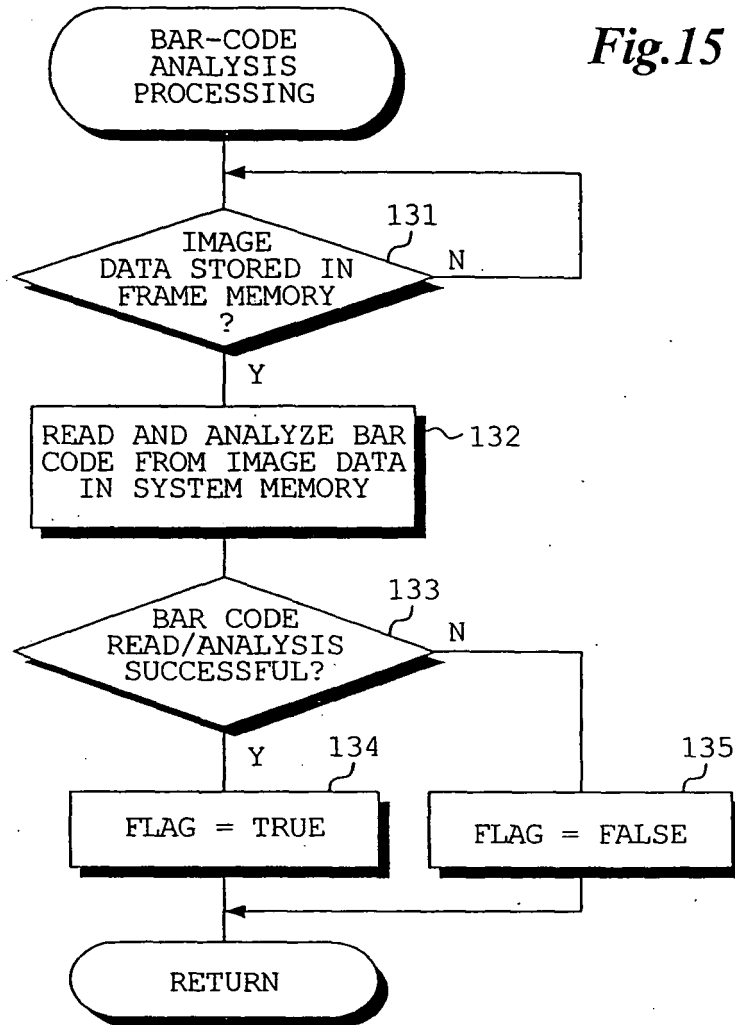 Fig.15
BAR-CODE
ANALYSIS
PROCESSING
131
IMAGE
DATA STORED IN
FRAME MEMORY
?
N
Y
READ AND ANALYZE BAR
CODE FROM IMAGE DATA
IN SYSTEM MEMORY
132
133
BAR CODE
READ/ANALYSIS
SUCCESSFUL?
N
Y
134
135
FLAG = TRUE
FLAG = FALSE
RETURN